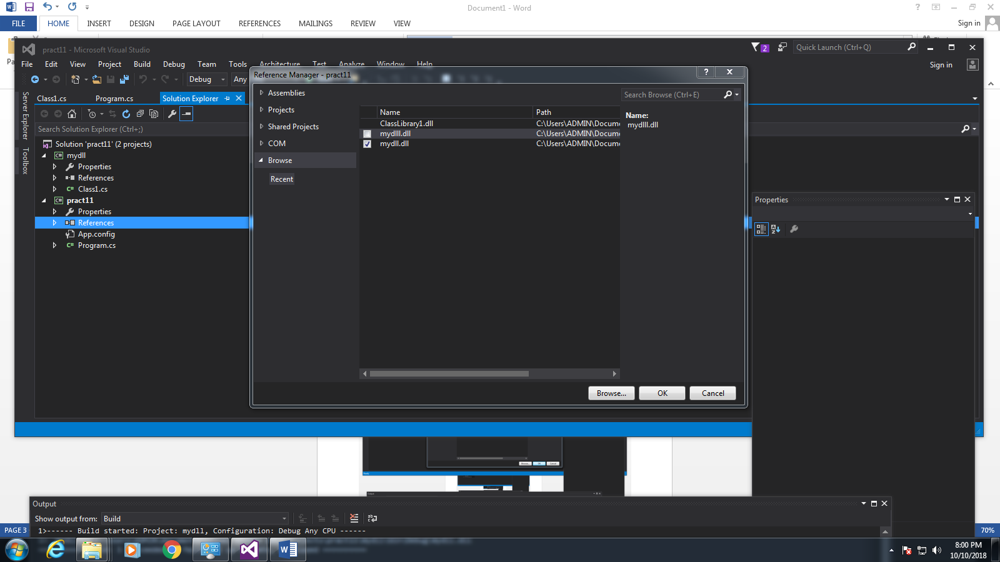 Document1 - Word
FILE HOME INSERT DESIGN PAGE LAYOUT REFERENCES MAILINGS REVIEW VIEW
Sign in
pract11 - Microsoft Visual Studio
2
Quick Launch (Ctrl+Q)
File Edit View Project Build Debug Team Tools Architecture Test Analyze Window Help
Sign in
Debug
Any
Server Explorer
Toolbox
Class1.cs Program.cs Solution Explorer
Search Solution Explorer (Ctrl+;)
Solution 'pract11' (2 projects)
C# mydll
Properties
References
C# Class1.cs
C# pract11
Properties
References
App.config
C# Program.cs
Reference Manager - pract11
Assemblies
Projects
Shared Projects
COM
Browse
Recent
Search Browse (Ctrl+E)
Name Path
ClassLibrary1.dll C:\Users\ADMIN\Docume
mydlll.dll C:\Users\ADMIN\Docume
mydll.dll C:\Users\ADMIN\Docume
Name:
mydlll.dll
Browse... OK Cancel
Properties
Output
Show output from: Build
1>------ Build started: Project: mydll, Configuration: Debug Any CPU ------
PAGE 3
70%
8:00 PM
10/10/2018